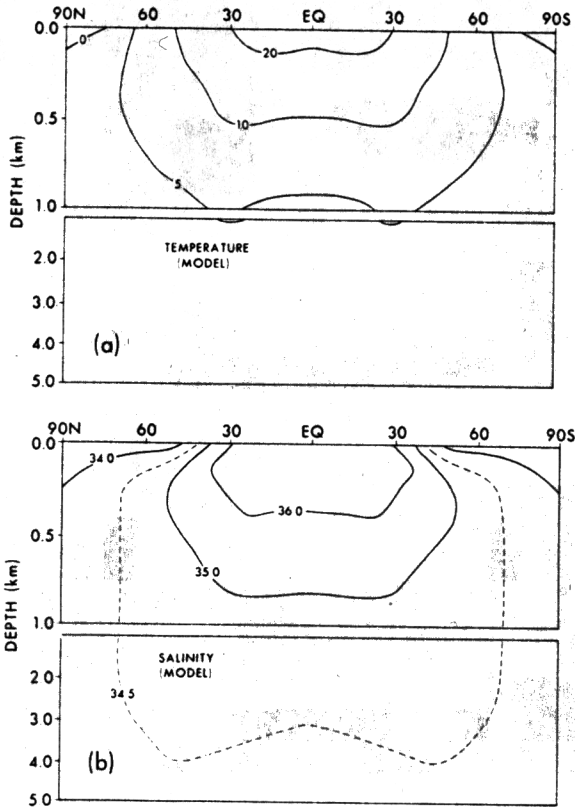 90N 60 30 EQ 30 60 90S
0.0
0
20
0.5
10
5
1.0
DEPTH (km)
TEMPERATURE
(MODEL)
2.0
3.0
(a)
4.0
5.0
90N 60 30 EQ 30 60 90S
0.0
34 0
36 0
0.5
35 0
1.0
DEPTH (km)
SALINITY
(MODEL)
2 0
34 5
3 0
(b)
4 0
5 0